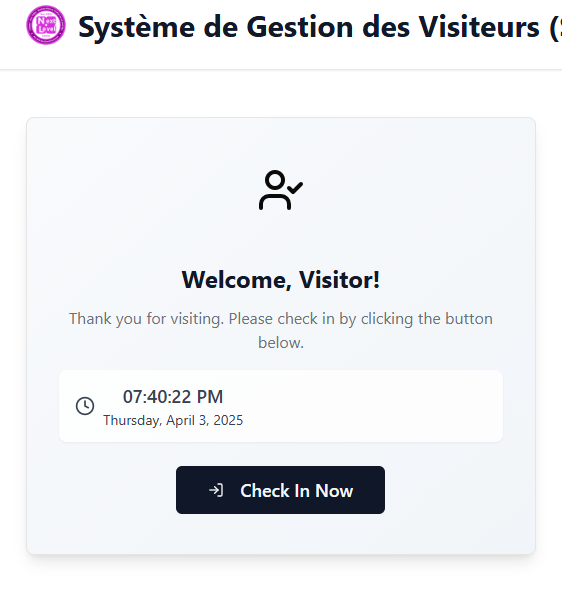 Système de Gestion des Visiteurs (
Welcome, Visitor!
Thank you for visiting. Please check in by clicking the button
below.
07:40:22 PM
Thursday, April 3, 2025
Check In Now